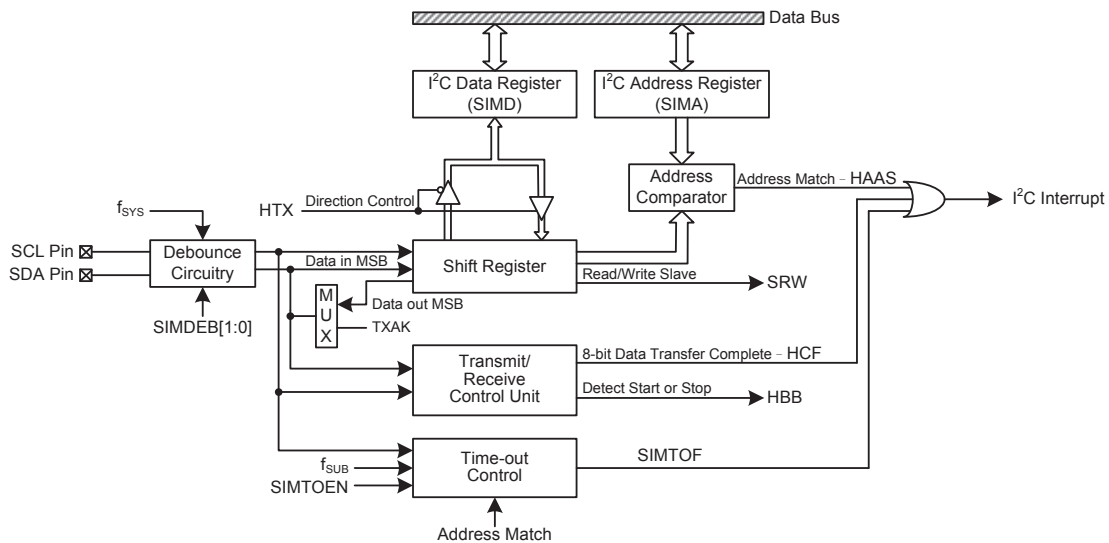 Data Bus
I²C Data Register
(SIMD)
I²C Address Register
(SIMA)
Address
Comparator
Address Match - HAAS
I²C Interrupt
HTX
Direction Control
fSYS
SCL Pin
SDA Pin
Debounce
Circuitry
SIMDEB[1:0]
Data in MSB
Shift Register
Read/Write Slave
SRW
Data out MSB
M
U
X
TXAK
Transmit/
Receive
Control Unit
8-bit Data Transfer Complete - HCF
Detect Start or Stop
HBB
fSUB
SIMTOEN
Time-out
Control
SIMTOF
Address Match